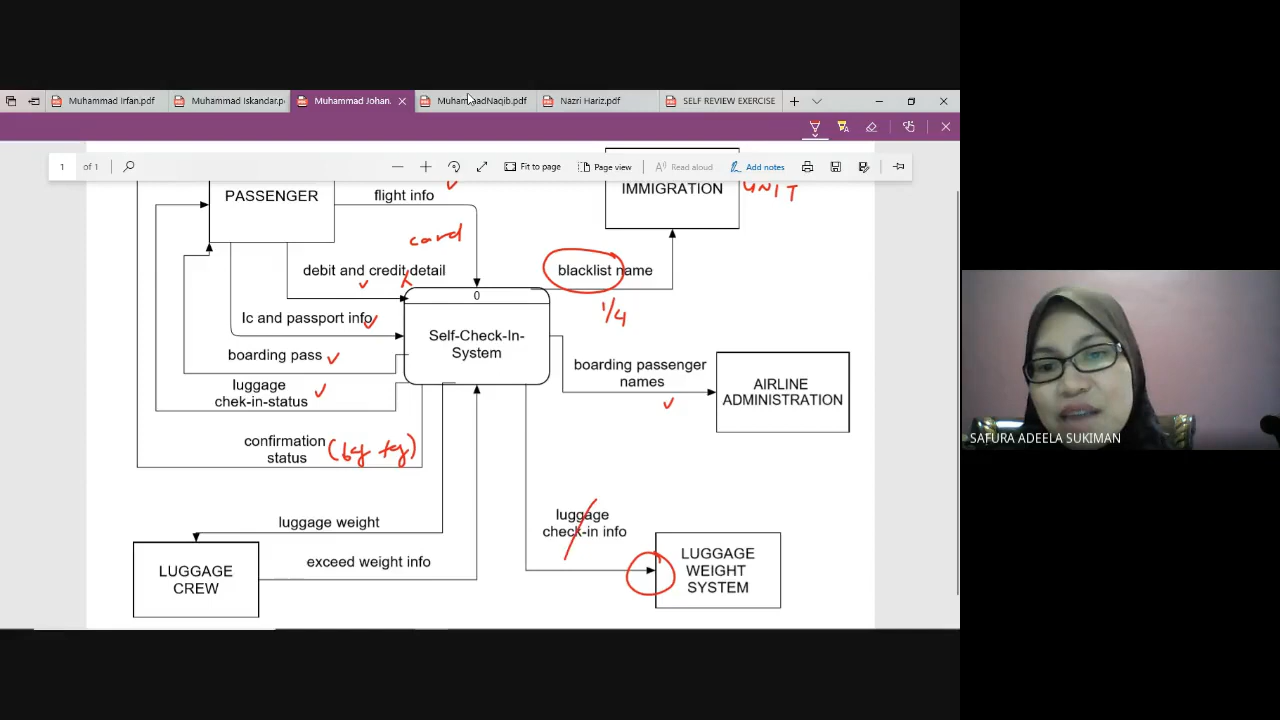 Muhammad Irfan.pdf
Muhammad Iskandar.p
Muhammad Johan.
MuhammadNaqib.pdf
Nazri Hariz.pdf
SELF REVIEW EXERCISE
1 of 1
Fit to page
Page view
Read aloud
Add notes
PASSENGER
flight info
IMMIGRATION
UNIT
card
debit and credit detail
blacklist name
1/4
0
Self-Check-In-
System
Ic and passport info
boarding pass
luggage
chek-in-status
boarding passenger
names
AIRLINE
ADMINISTRATION
SAFURA ADEELA SUKIMAN
confirmation
status
luggage weight
luggage
check-in info
exceed weight info
LUGGAGE
CREW
LUGGAGE
WEIGHT
SYSTEM